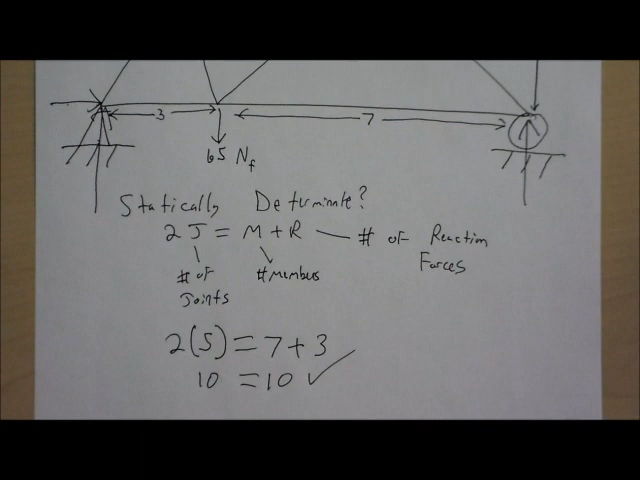 3 7
65 Nf
Statically Determinate?
2J = M+R # of Reaction Forces
# of Joints
#Members
2(5) = 7+3
10 = 10 ✓